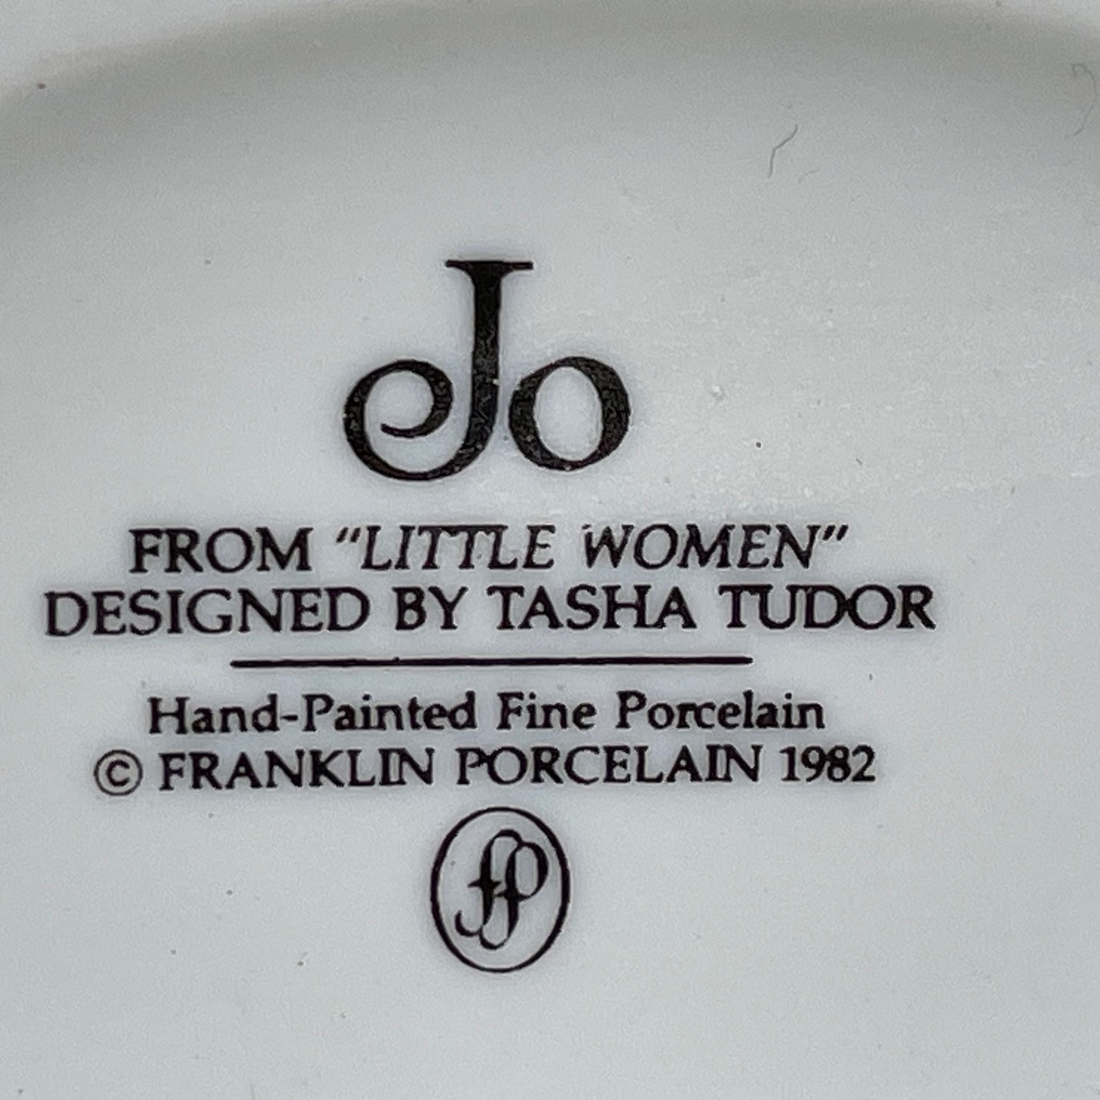 Jo
FROM "LITTLE WOMEN"
DESIGNED BY TASHA TUDOR
Hand-Painted Fine Porcelain
© FRANKLIN PORCELAIN 1982
fp